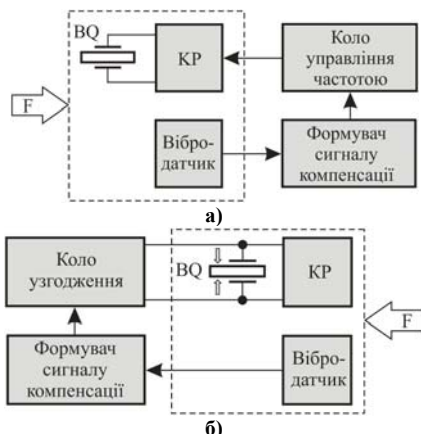 BQ
КР
Коло
управління
частотою
F
Вібро-
датчик
Формувач
сигналу
компенсації
а)
Коло
узгодження
BQ
КР
F
Формувач
сигналу
компенсації
Вібро-
датчик
б)